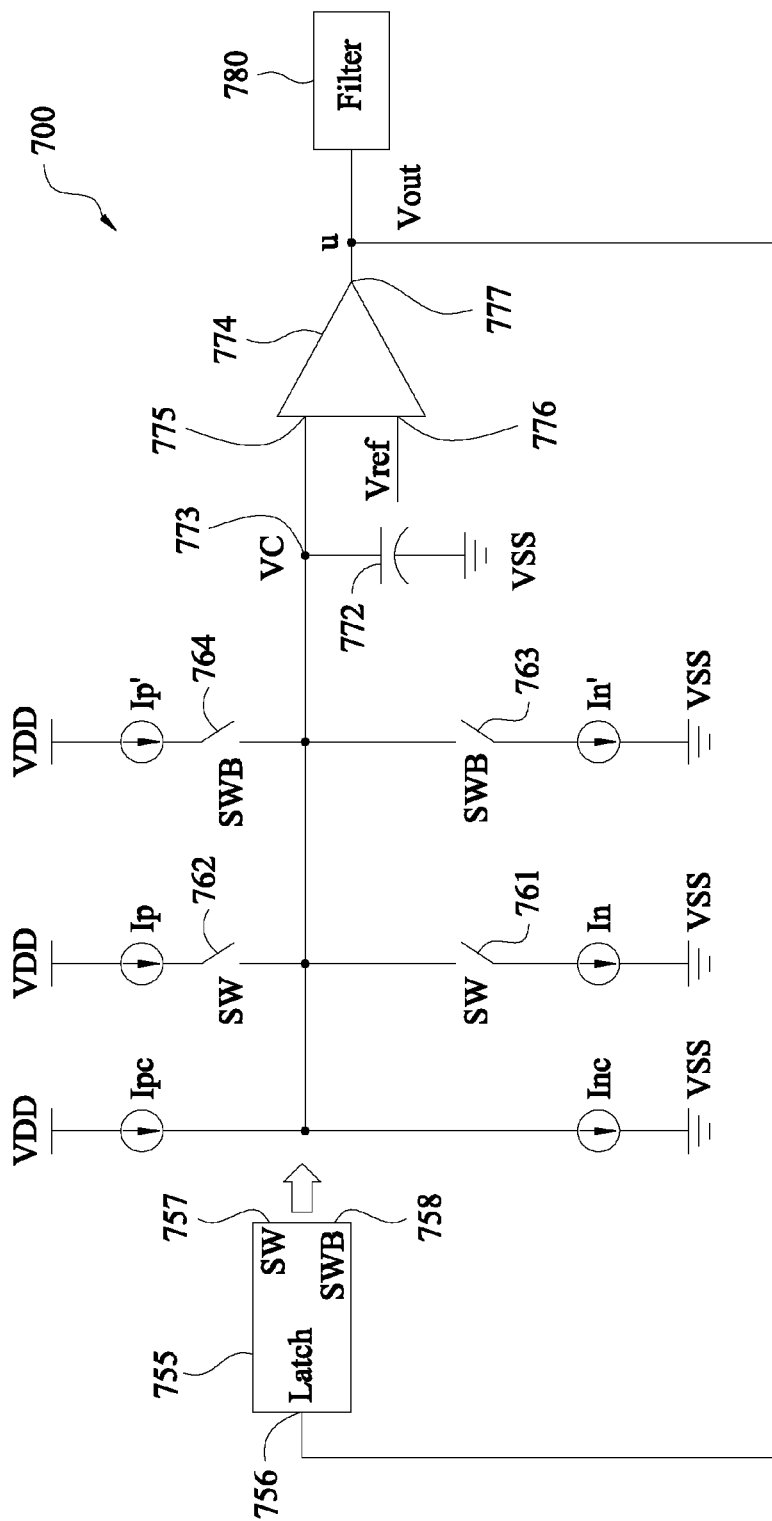 700
VDD
VDD
VDD
Ipc
Ip
Ip'
762
764
SW
SWB
755
757
SW
Latch
SWB
756
758
VC
773
775
774
u
Vout
777
780
Filter
Vref
776
772
VSS
SW
761
SWB
763
Inc
In
In'
VSS
VSS
VSS